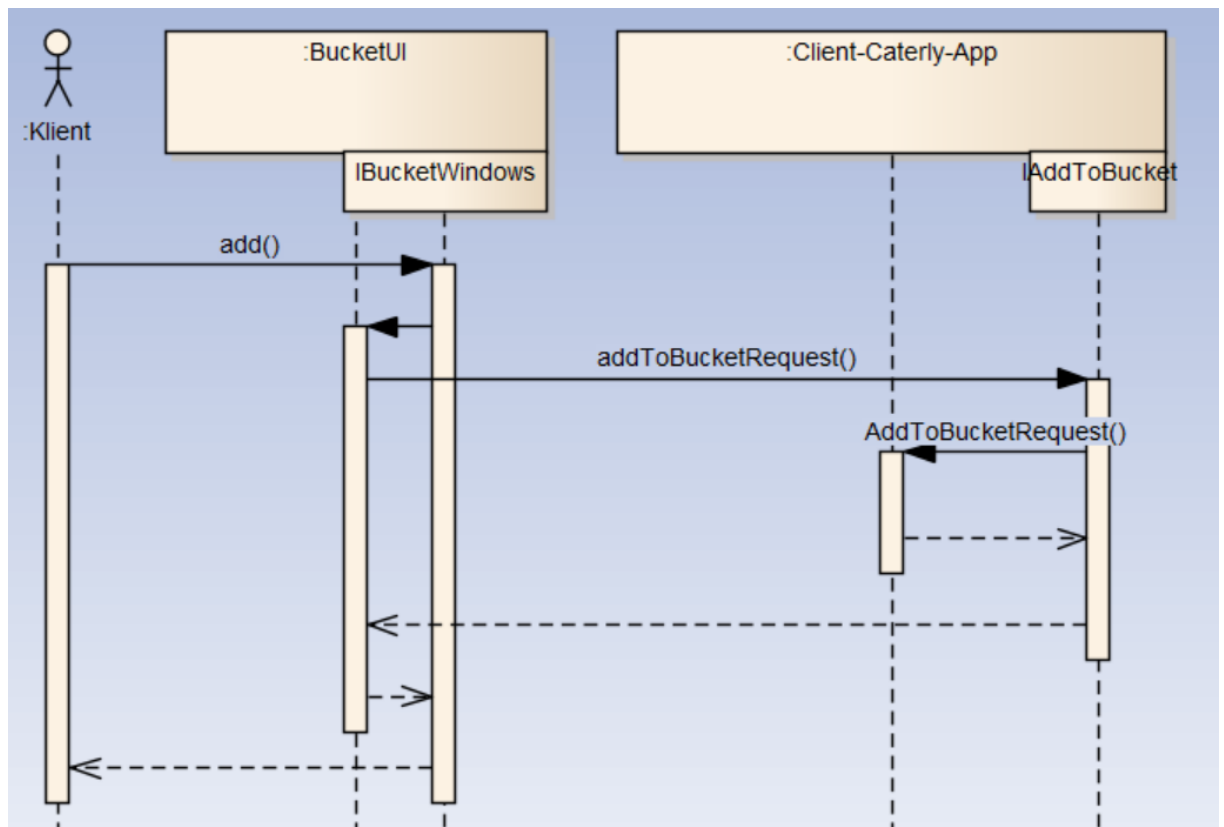 :BucketUI
:Client-Caterly-App
:Klient
IBucketWindows
IAddToBucket
add()
addToBucketRequest()
AddToBucketRequest()